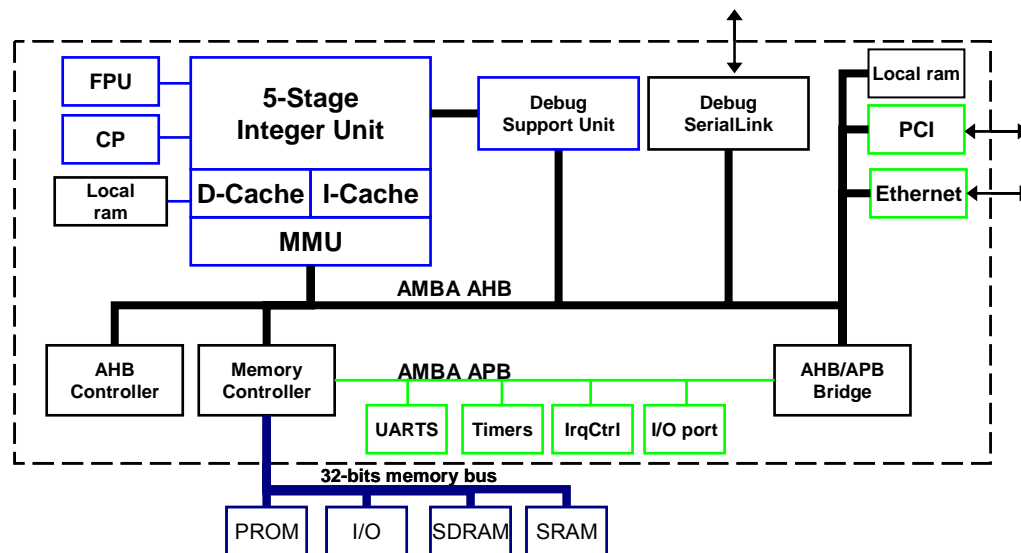 FPU
5-Stage
Integer Unit
CP
Local
ram
D-Cache
I-Cache
MMU
Debug
Support Unit
Debug
SerialLink
Local ram
PCI
Ethernet
AMBA AHB
AHB
Controller
Memory
Controller
AMBA APB
AHB/APB
Bridge
UARTS
Timers
IrqCtrl
I/O port
32-bits memory bus
PROM
I/O
SDRAM
SRAM